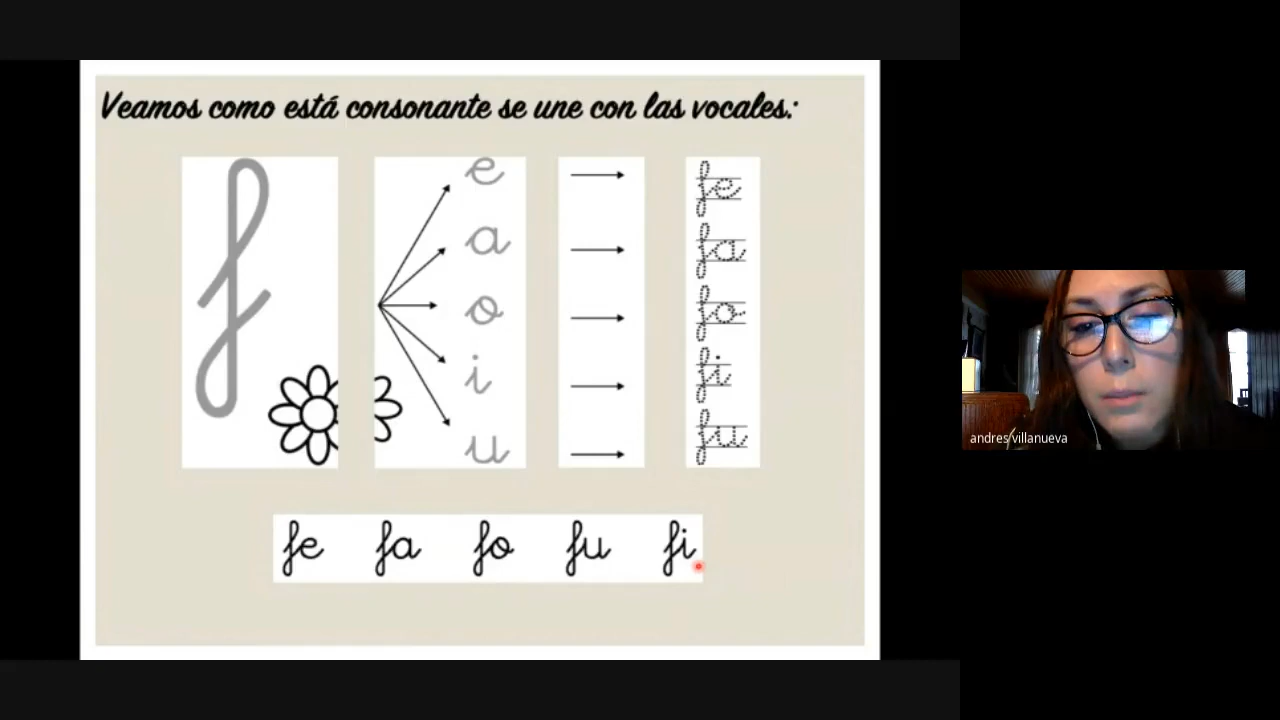 Veamos como está consonante se une con las vocales:
f
e
a
o
i
u
fe
fa
fo
fi
fu
fe fa fo fu fi
andres villanueva